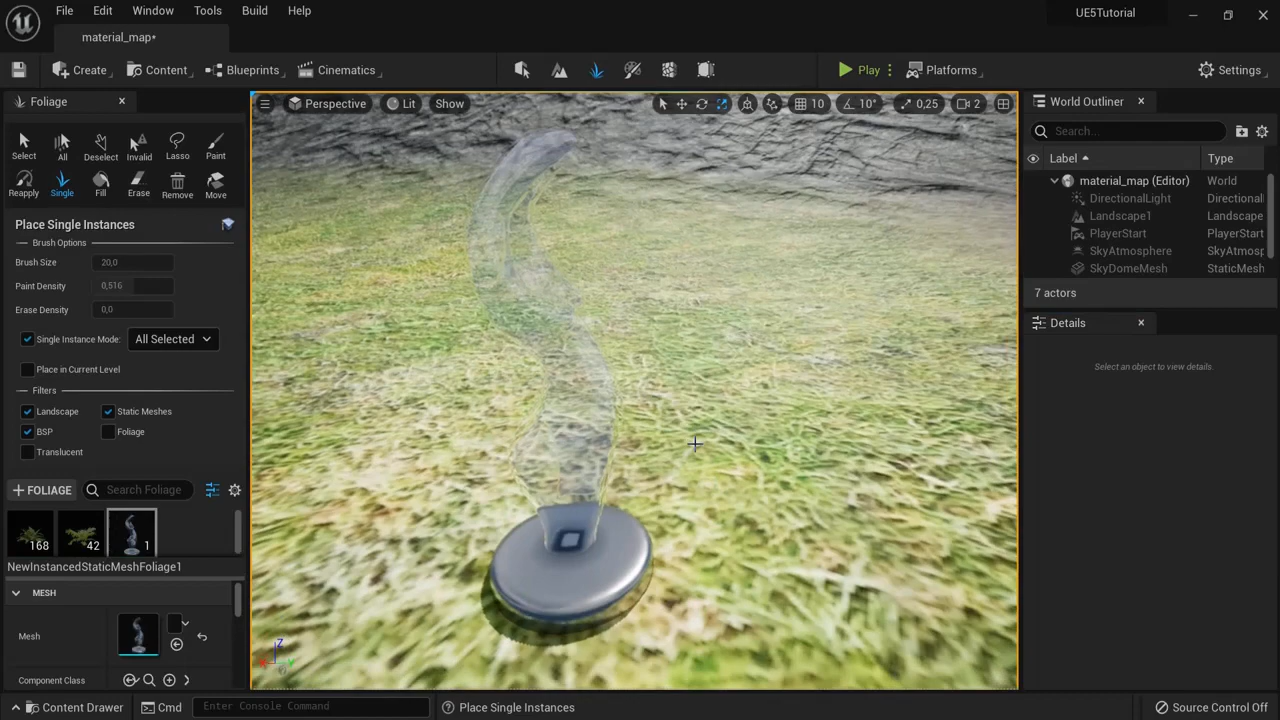 File Edit Window Tools Build Help
UE5Tutorial
material_map*
Create Content Blueprints Cinematics Play Platforms Settings
Foliage
Perspective Lit Show 10 10° 0,25 2
World Outliner
Search...
Select All Deselect Invalid Lasso Paint
Label Type
Reapply Single Fill Erase Remove Move
material_map (Editor) World
DirectionalLight Directional
Landscape1 Landscape
PlayerStart PlayerStart
SkyAtmosphere SkyAtmosp
SkyDomeMesh StaticMesh
7 actors
Place Single Instances
Brush Options
Brush Size 20,0
Paint Density 0,516
Erase Density 0,0
Single Instance Mode: All Selected
Place in Current Level
Filters
Landscape Static Meshes
BSP Foliage
Translucent
Details
Select an object to view details.
+ FOLIAGE Search Foliage
168 42 1
NewInstancedStaticMeshFoliage1
MESH
Mesh
Component Class
Z
X Y
Content Drawer Cmd Enter Console Command Place Single Instances Source Control Off